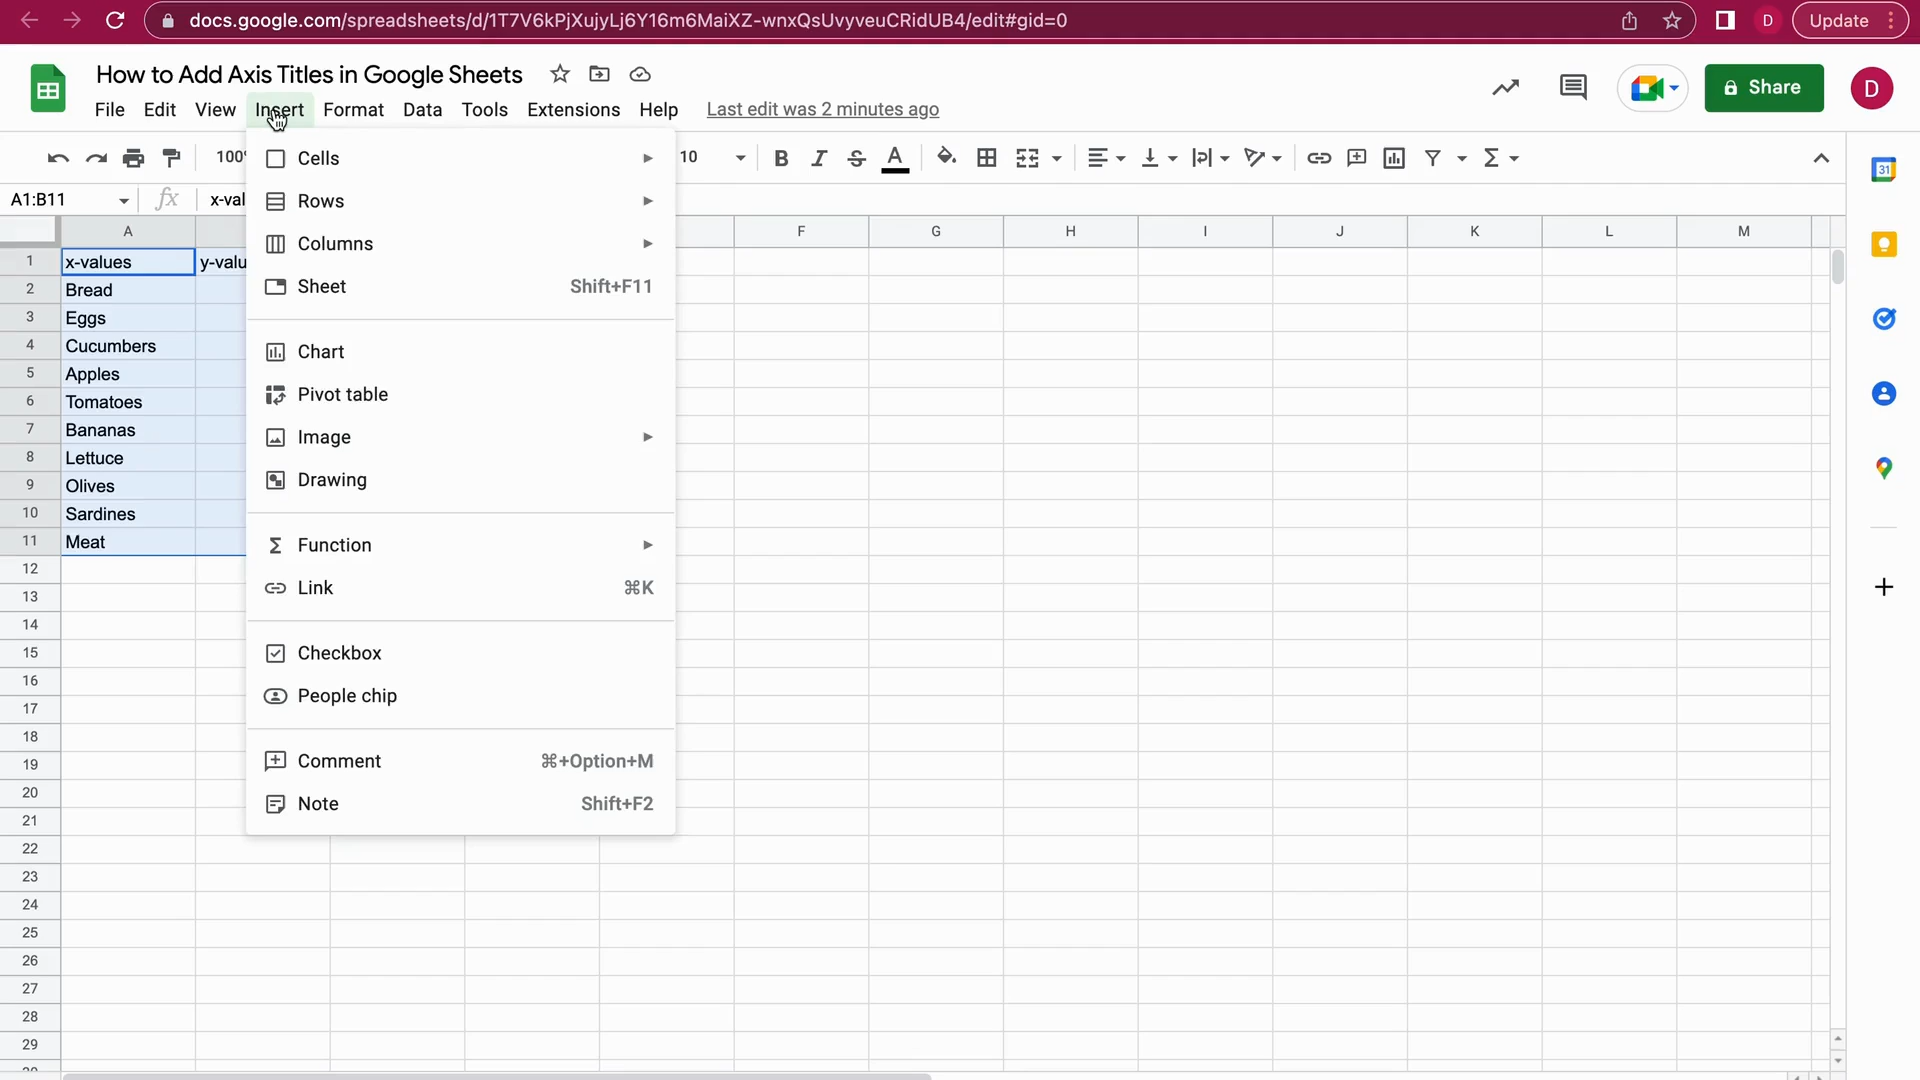 docs.google.com/spreadsheets/d/1T7V6kPjXujyLj6Y16m6MaiXZ-wnxQsUvyveuCRidUB4/edit#gid=0
D
Update
How to Add Axis Titles in Google Sheets
Share
D
File Edit View Insert Format Data Tools Extensions Help Last edit was 2 minutes ago
100%
10
B I S A
31
A1:B11 fx x-val
A F G H I J K L M
1 x-values y-valu
2 Bread
3 Eggs
4 Cucumbers
5 Apples
6 Tomatoes
7 Bananas
8 Lettuce
9 Olives
10 Sardines
11 Meat
12
13
14
15
16
17
18
19
20
21
22
23
24
25
26
27
28
29
Cells
Rows
Columns
Sheet Shift+F11
Chart
Pivot table
Image
Drawing
Σ Function
Link ⌘K
Checkbox
People chip
Comment ⌘+Option+M
Note Shift+F2